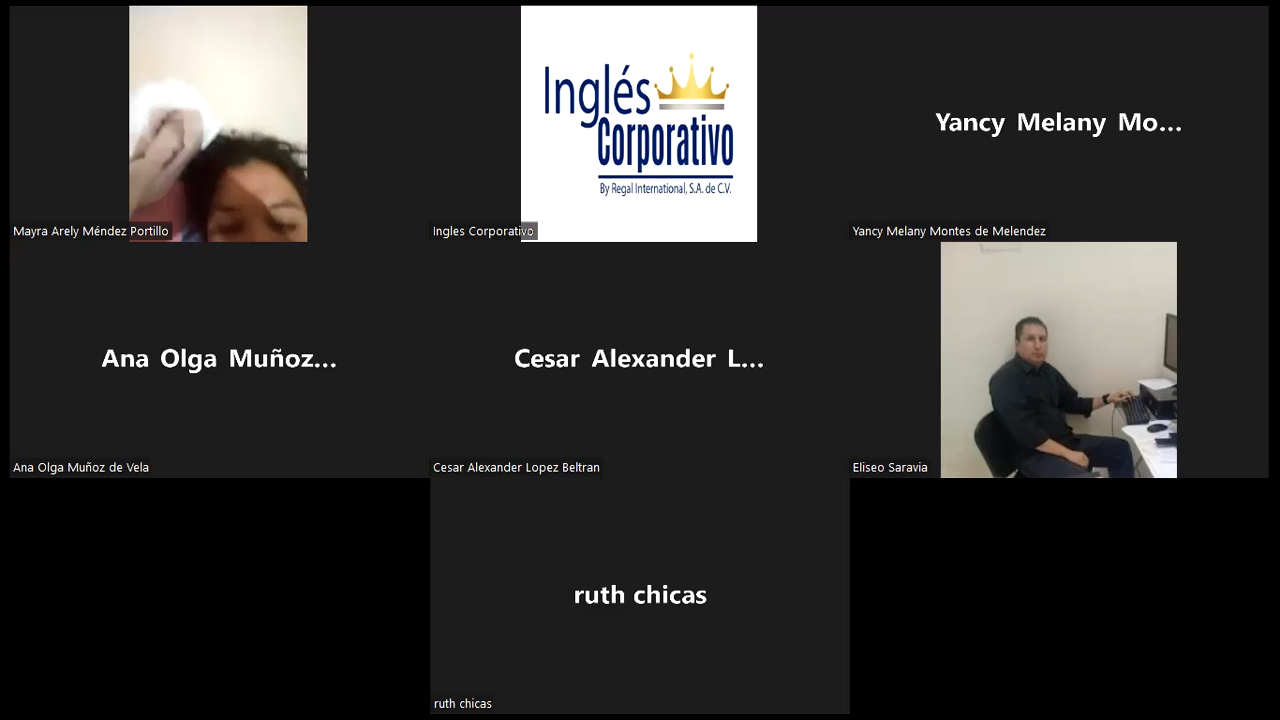 Inglés
Corporativo
By Regal International, S.A. de C.V.
Yancy Melany Mo...
Mayra Arely Méndez Portillo
Ingles Corporativo
Yancy Melany Montes de Melendez
Ana Olga Muñoz...
Cesar Alexander L...
Ana Olga Muñoz de Vela
Cesar Alexander Lopez Beltran
Eliseo Saravia
ruth chicas
ruth chicas